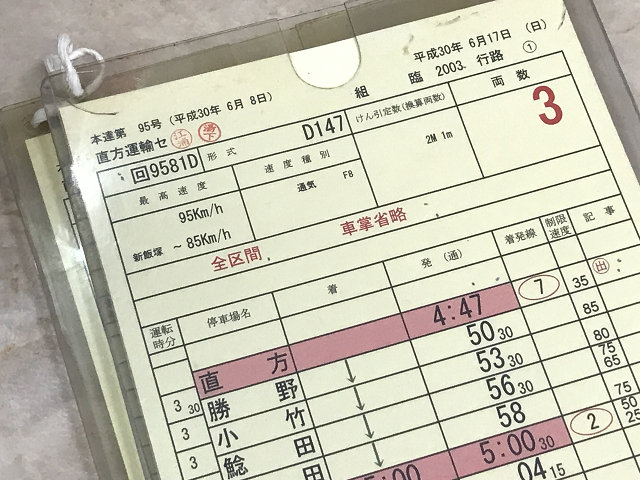 平成30年 6月17日 (日)
本達第 95号 (平成30年 6月 8日)
組 臨 2003 行路 ①
直方運輸セ
回9581D
形式
D147
けん引定数(換算両数)
両数
最高速度
速度種別
2M 1m
3
95Km/h
通気 F8
新飯塚 ~ 85Km/h
全区間
車掌省略
運転時分
停車場名
着
発 (通)
着発線
制限速度
記事
直方
4:47
7
35
出
3 30
勝野
↓
50 30
85
3
小竹
↓
53 30
80
3
鯰田
↓
56 30
75
65
田
58
75
5:00
5:00 30
2
50
25
04 15